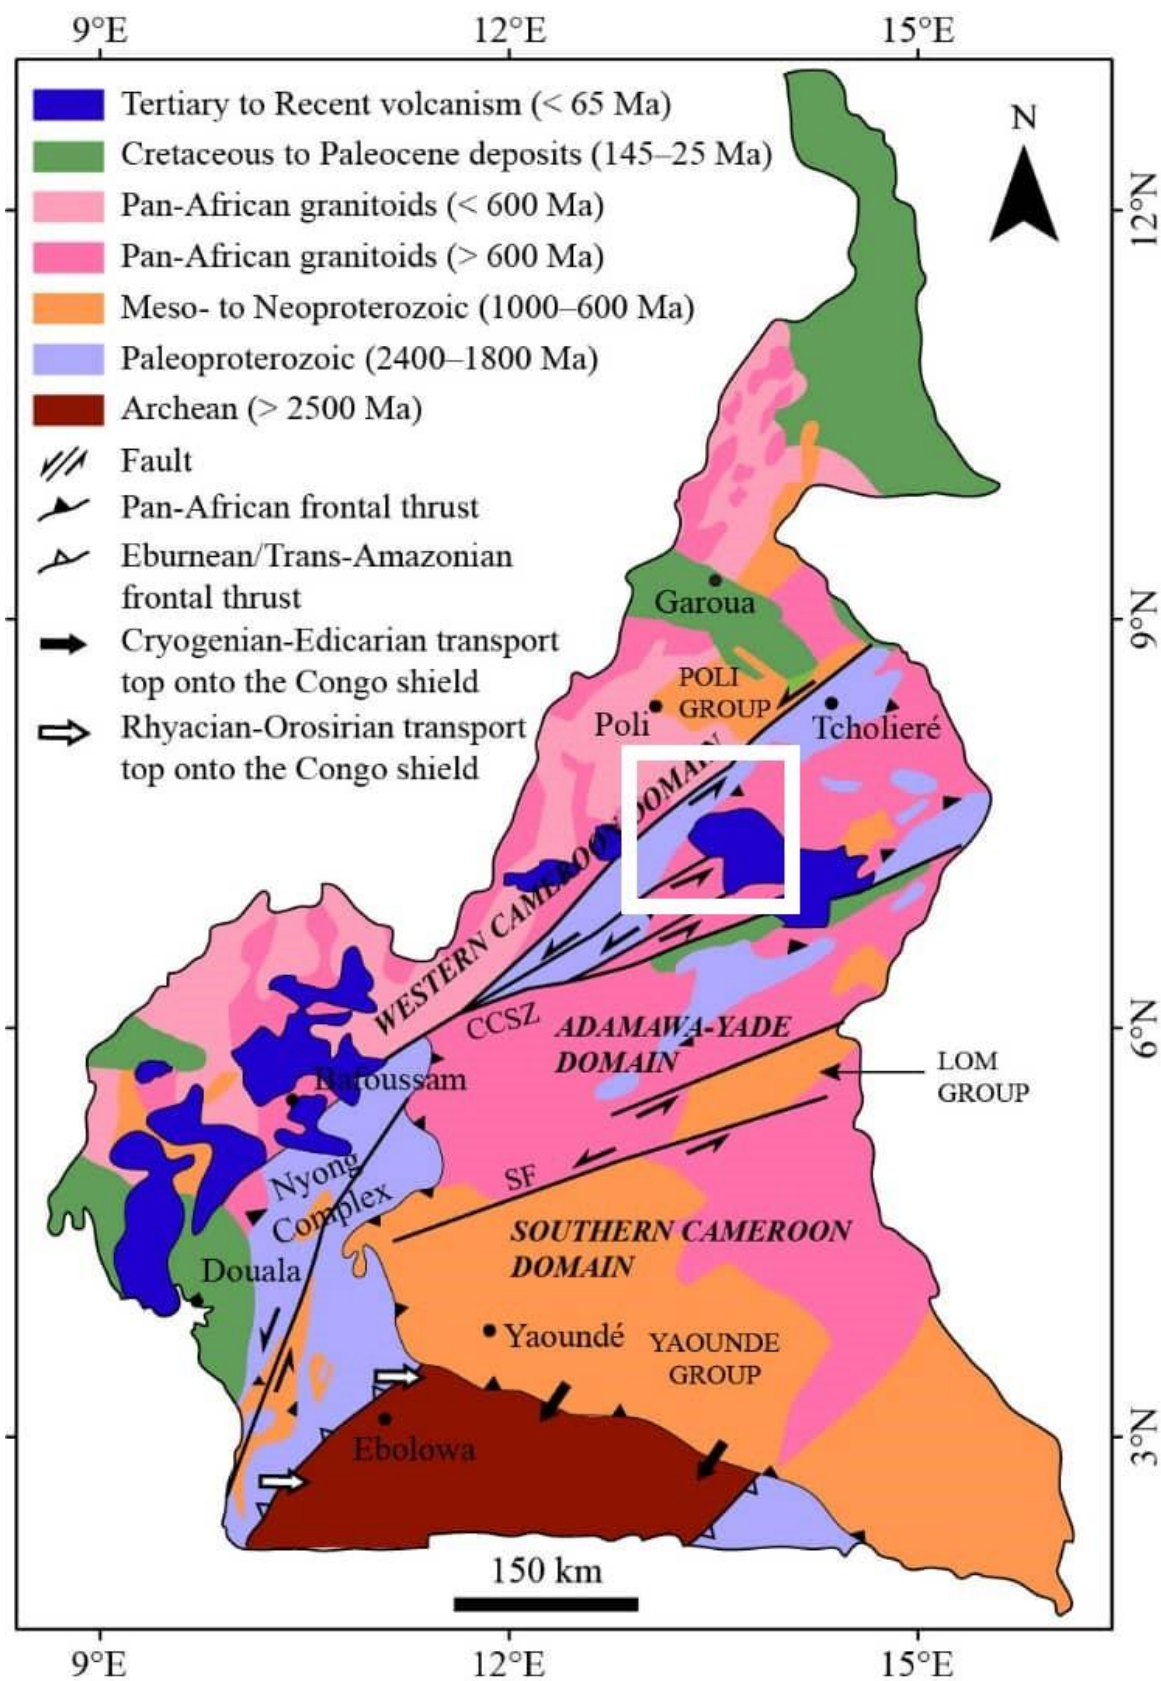 9°E 12°E 15°E
Tertiary to Recent volcanism (< 65 Ma)
Cretaceous to Paleocene deposits (145–25 Ma)
Pan-African granitoids (< 600 Ma)
Pan-African granitoids (> 600 Ma)
Meso- to Neoproterozoic (1000–600 Ma)
Paleoproterozoic (2400–1800 Ma)
Archean (> 2500 Ma)
Fault
Pan-African frontal thrust
Eburnean/Trans-Amazonian
frontal thrust
Cryogenian-Edicarian transport
top onto the Congo shield
Rhyacian-Orosirian transport
top onto the Congo shield
N
12°N
9°N
6°N
3°N
Garoua
POLI
GROUP
Poli
Tcholieré
WESTERN CAMEROON DOMAIN
CCSZ
ADAMAWA-YADE
DOMAIN
LOM
GROUP
Bafoussam
Nyong
Complex
SF
SOUTHERN CAMEROON
DOMAIN
Douala
Yaoundé
YAOUNDE
GROUP
Ebolowa
150 km
9°E 12°E 15°E